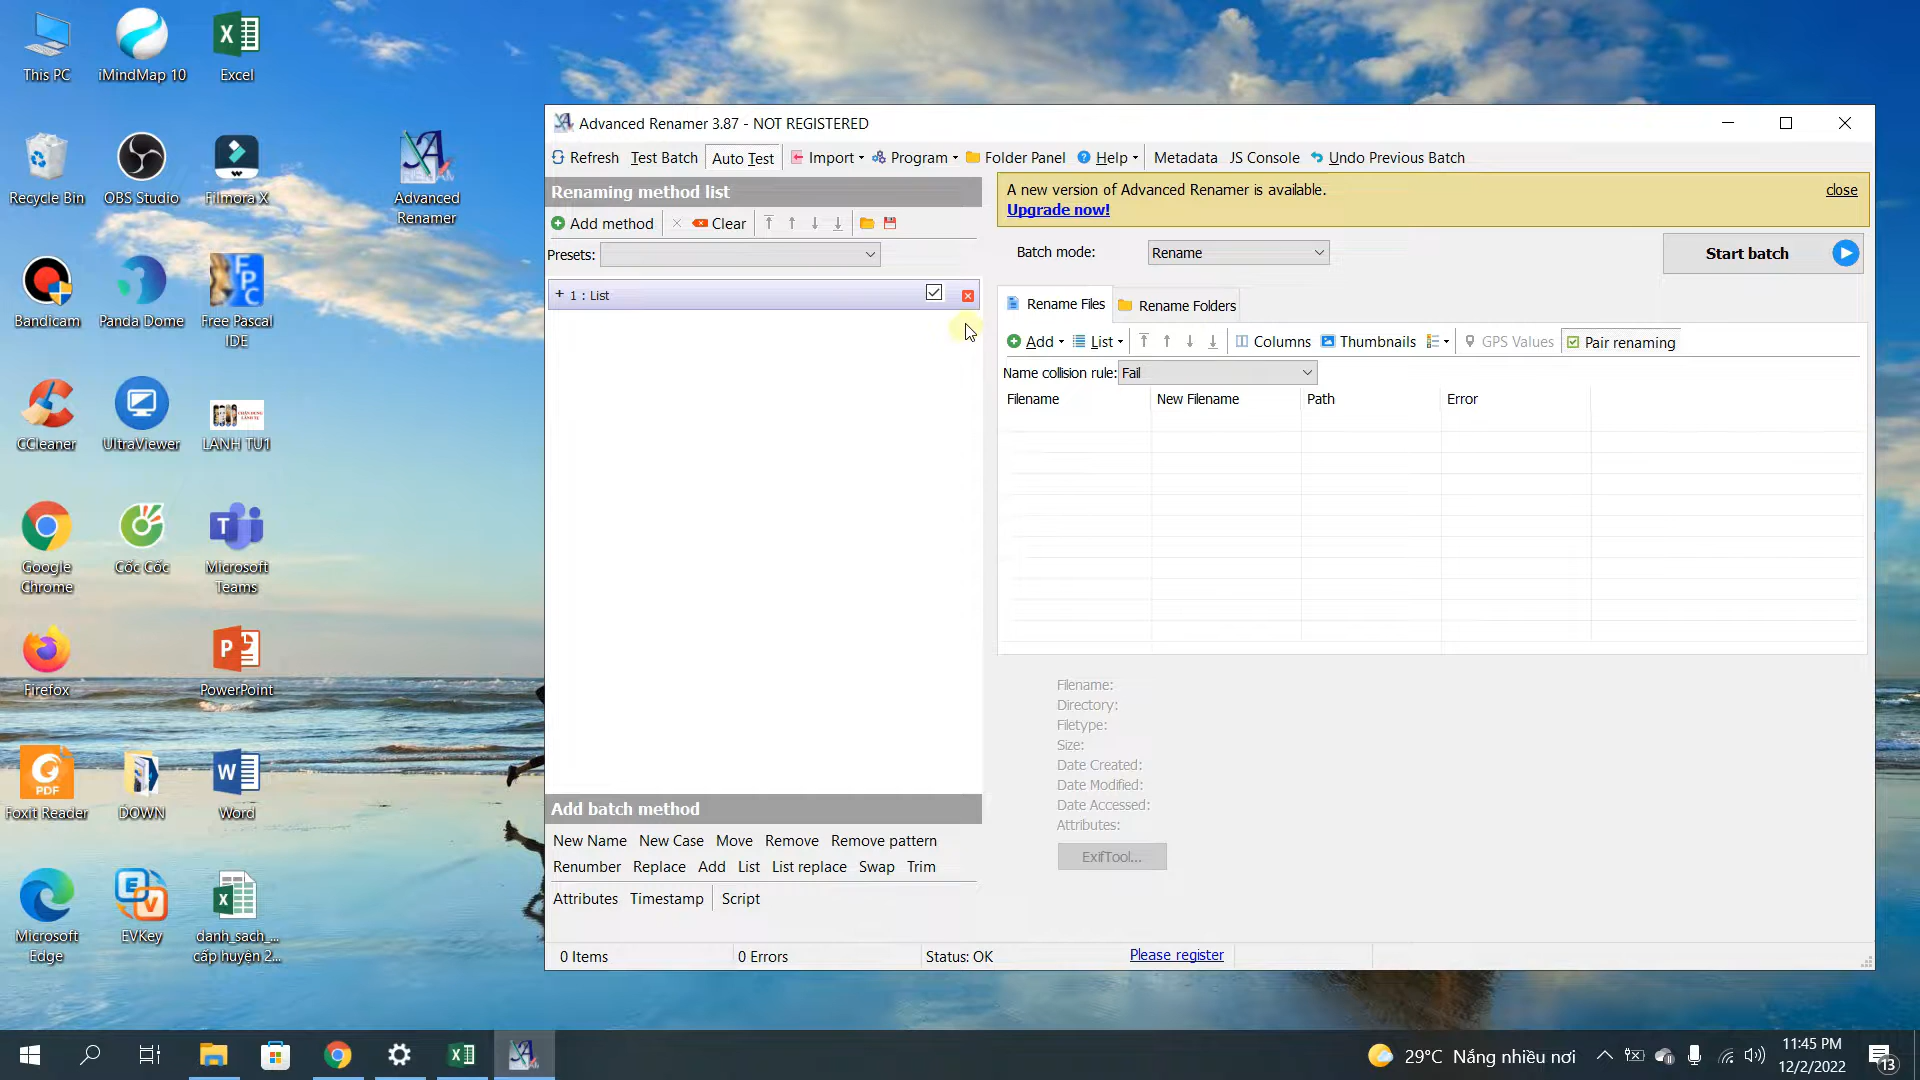 This PC
iMindMap 10
Excel
Recycle Bin
OBS Studio
Filmora X
Advanced
Renamer
Bandicam
Panda Dome
Free Pascal
IDE
CCleaner
UltraViewer
LANH TU1
Google
Chrome
Cốc Cốc
Microsoft
Teams
Firefox
PowerPoint
Foxit Reader
DOWN
Word
Microsoft
Edge
EVKey
danh_sach_...
cấp huyện 2...
Advanced Renamer 3.87 - NOT REGISTERED
Refresh Test Batch Auto Test Import Program Folder Panel Help Metadata JS Console Undo Previous Batch
Renaming method list
Add method Clear
Presets:
+ 1 : List
A new version of Advanced Renamer is available. close
Upgrade now!
Batch mode: Rename Start batch
Rename Files Rename Folders
Add List Columns Thumbnails GPS Values Pair renaming
Name collision rule: Fail
Filename New Filename Path Error
Filename:
Directory:
Filetype:
Size:
Date Created:
Date Modified:
Date Accessed:
Attributes:
ExifTool...
Add batch method
New Name New Case Move Remove Remove pattern
Renumber Replace Add List List replace Swap Trim
Attributes Timestamp Script
0 Items 0 Errors Status: OK Please register
29°C Nắng nhiều nơi
11:45 PM
12/2/2022
13